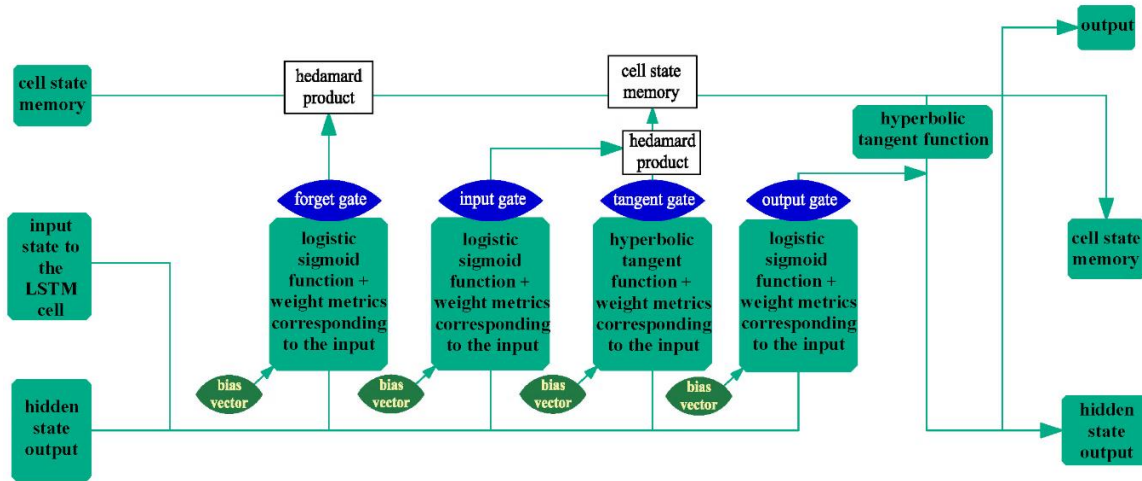 output
cell state
memory
hedamard
product
cell state
memory
hyperbolic
tangent function
hedamard
product
forget gate
input gate
tangent gate
output gate
input
state to
the
LSTM
cell
logistic
sigmoid
function +
weight metrics
corresponding
to the input
logistic
sigmoid
function +
weight metrics
corresponding
to the input
hyperbolic
tangent
function +
weight metrics
corresponding
to the input
logistic
sigmoid
function +
weight metrics
corresponding
to the input
cell state
memory
bias
vector
bias
vector
bias
vector
bias
vector
hidden
state
output
hidden
state
output